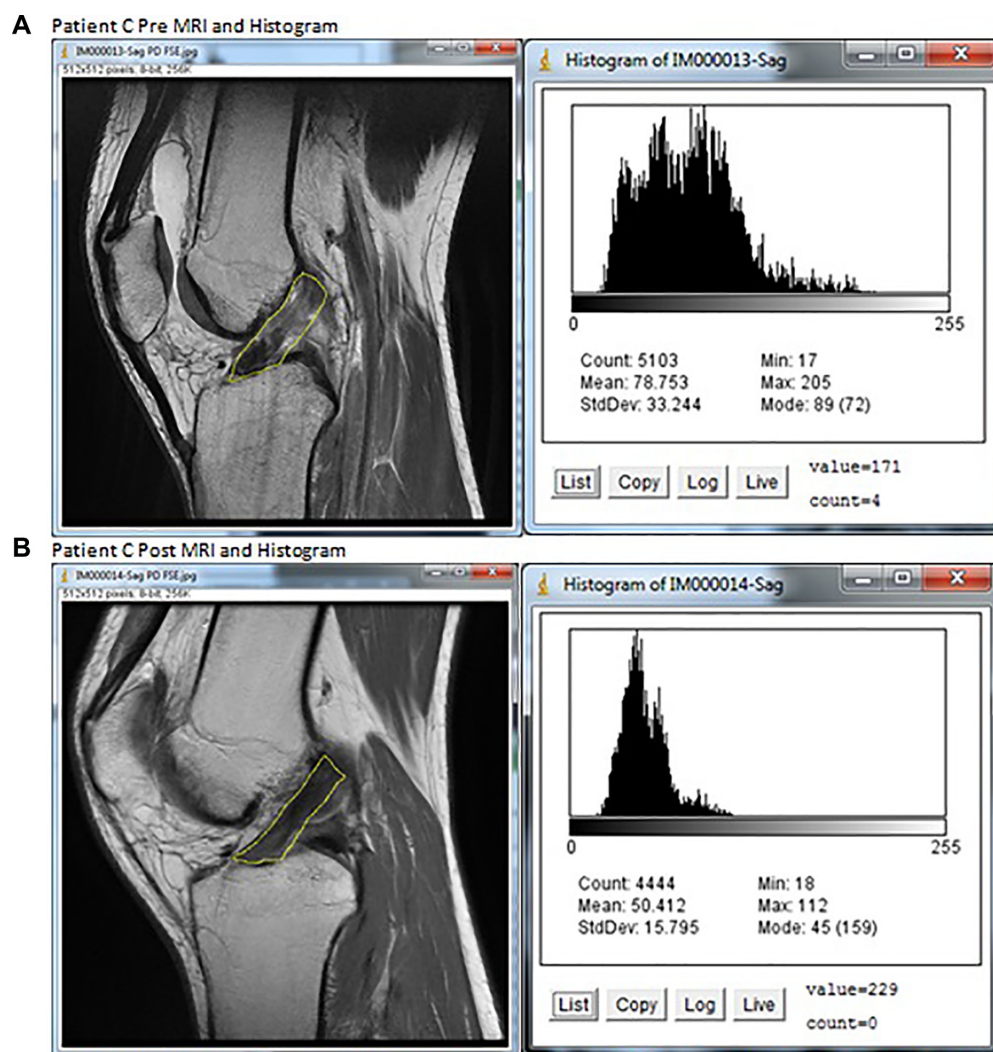 A Patient C Pre MRI and Histogram
IM000013-Sag PD FSE.jpg
512x512 pixels; 8-bit; 256K
Histogram of IM000013-Sag
0 255
Count: 5103 Min: 17
Mean: 78.753 Max: 205
StdDev: 33.244 Mode: 89 (72)
List Copy Log Live
value=171
count=4
B Patient C Post MRI and Histogram
IM000014-Sag PD FSE.jpg
512x512 pixels; 8-bit; 256K
Histogram of IM000014-Sag
0 255
Count: 4444 Min: 18
Mean: 50.412 Max: 112
StdDev: 15.795 Mode: 45 (159)
List Copy Log Live
value=229
count=0